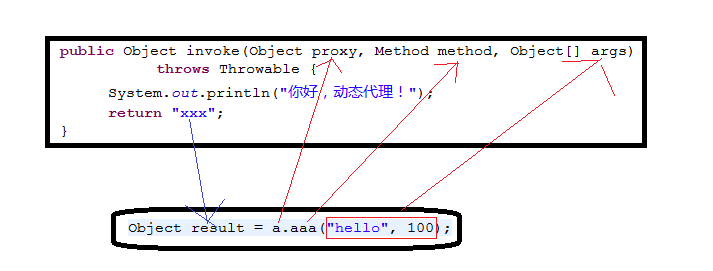 public Object invoke(Object proxy, Method method, Object[] args)
throws Throwable {
System.out.println("你好，动态代理！");
return "xxx";
}
Object result = a.aaa("hello", 100);